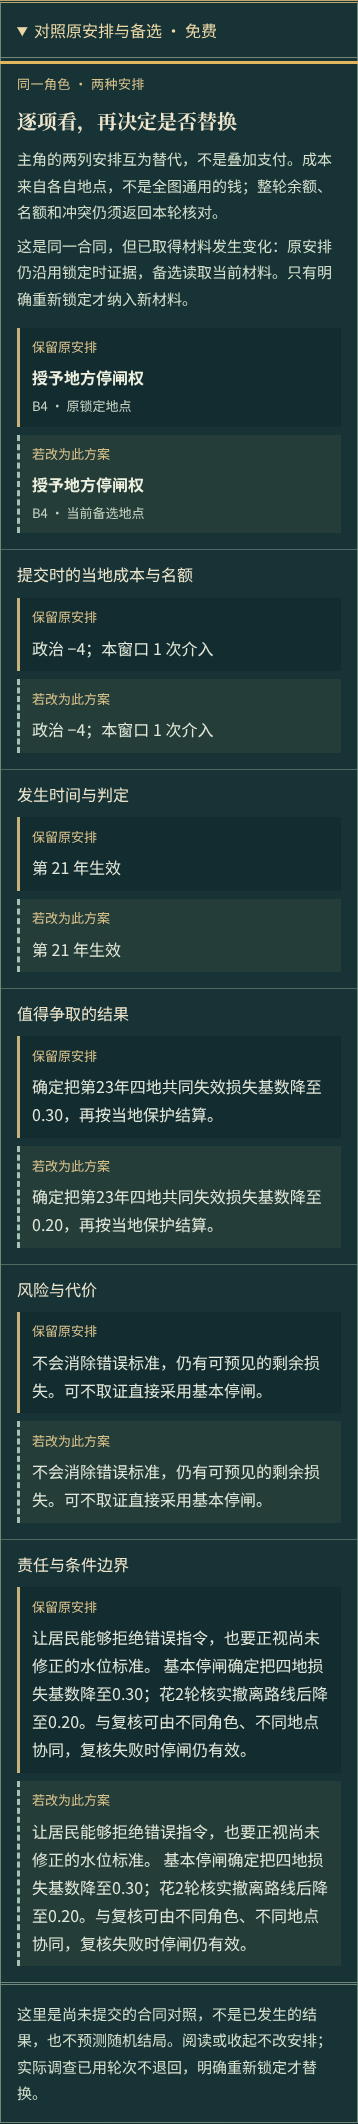 ▼ 对照原安排与备选 · 免费
同一角色 · 两种安排
逐项看，再决定是否替换
主角的两列安排互为替代，不是叠加支付。成本
来自各自地点，不是全图通用的钱；整轮余额、
名额和冲突仍须返回本轮核对。
这是同一合同，但已取得材料发生变化：原安排
仍沿用锁定时证据，备选读取当前材料。只有明
确重新锁定才纳入新材料。
保留原安排
授予地方停闸权
B4 · 原锁定地点
若改为此方案
授予地方停闸权
B4 · 当前备选地点
提交时的当地成本与名额
保留原安排
政治 −4；本窗口 1 次介入
若改为此方案
政治 −4；本窗口 1 次介入
发生时间与判定
保留原安排
第 21 年生效
若改为此方案
第 21 年生效
值得争取的结果
保留原安排
确定把第23年四地共同失效损失基数降至
0.30，再按当地保护结算。
若改为此方案
确定把第23年四地共同失效损失基数降至
0.20，再按当地保护结算。
风险与代价
保留原安排
不会消除错误标准，仍有可预见的剩余损
失。可不取证直接采用基本停闸。
若改为此方案
不会消除错误标准，仍有可预见的剩余损
失。可不取证直接采用基本停闸。
责任与条件边界
保留原安排
让居民能够拒绝错误指令，也要正视尚未
修正的水位标准。 基本停闸确定把四地损
失基数降至0.30；花2轮核实撤离路线后降
至0.20。与复核可由不同角色、不同地点
协同，复核失败时停闸仍有效。
若改为此方案
让居民能够拒绝错误指令，也要正视尚未
修正的水位标准。 基本停闸确定把四地损
失基数降至0.30；花2轮核实撤离路线后降
至0.20。与复核可由不同角色、不同地点
协同，复核失败时停闸仍有效。
这里是尚未提交的合同对照，不是已发生的结
果，也不预测随机结局。阅读或收起不改安排；
实际调查已用轮次不退回，明确重新锁定才替
换。